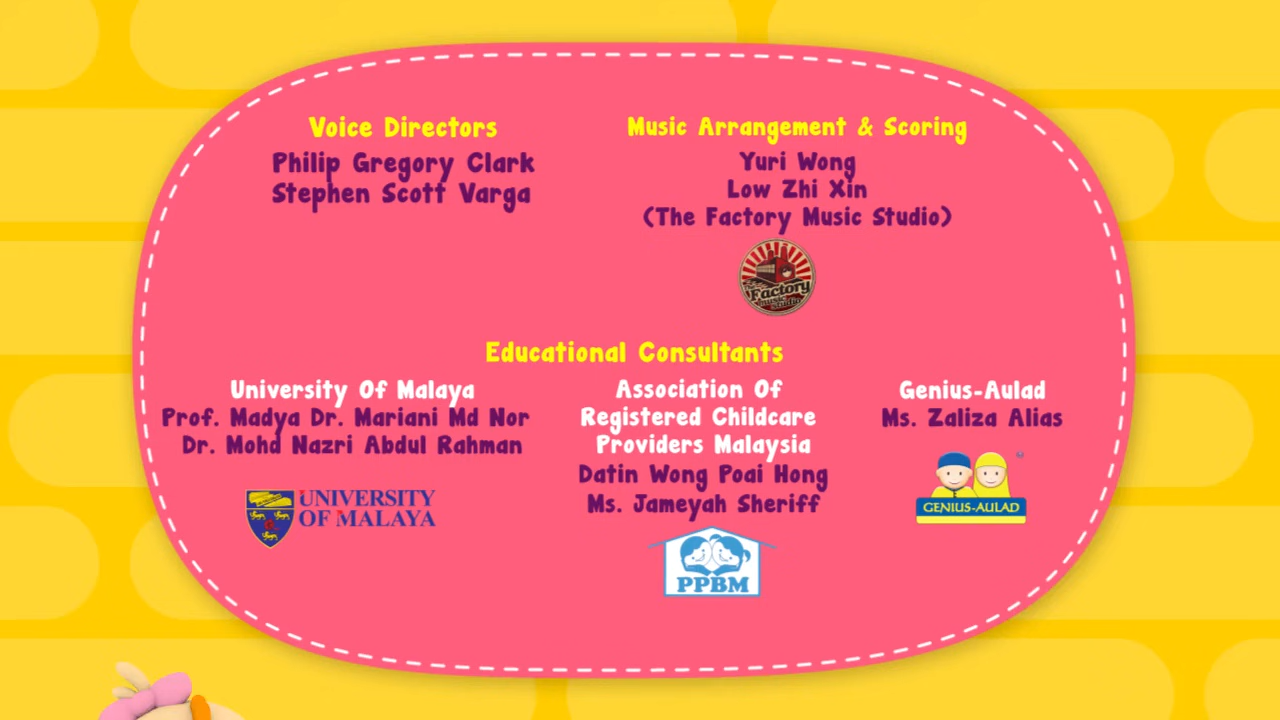 Voice Directors
Philip Gregory Clark
Stephen Scott Varga
Music Arrangement & Scoring
Yuri Wong
Low Zhi Xin
(The Factory Music Studio)
The Factory
music studio
Educational Consultants
University Of Malaya
Prof. Madya Dr. Mariani Md Nor
Dr. Mohd Nazri Abdul Rahman
UNIVERSITY
OF MALAYA
Association Of
Registered Childcare
Providers Malaysia
Datin Wong Poai Hong
Ms. Jameyah Sheriff
PPBM
Genius-Aulad
Ms. Zaliza Alias
GENIUS-AULAD